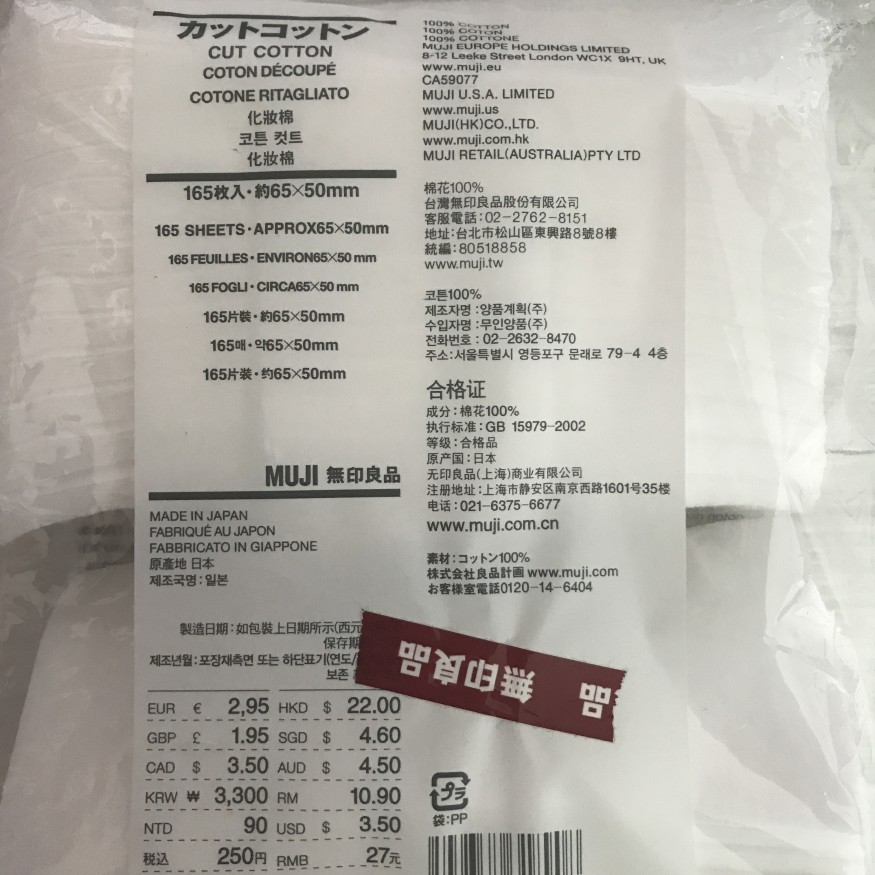 カットコットン
CUT COTTON
COTON DÉCOUPÉ
COTONE RITAGLIATO
化妝棉
코튼 컷트
化妝棉
165枚入・約65×50mm
165 SHEETS・APPROX65×50mm
165 FEUILLES・ENVIRON65×50 mm
165 FOGLI・CIRCA65×50 mm
165片裝・約65×50mm
165매・약65×50mm
165片装・约65×50mm
MUJI 無印良品
MADE IN JAPAN
FABRIQUÉ AU JAPON
FABBRICATO IN GIAPPONE
原產地 日本
제조국명:일본
製造日期:如包裝上日期所示(西元
保存期
제조년월:포장재측면 또는 하단표기(연도/
보존
EUR € 2,95 HKD $ 22.00
GBP £ 1.95 SGD $ 4.60
CAD $ 3.50 AUD $ 4.50
KRW ₩ 3,300 RM 10.90
NTD 90 USD $ 3.50
税込 250円 RMB 27元
100% COTTON
100% COTON
100% COTTONE
MUJI EUROPE HOLDINGS LIMITED
8-12 Leeke Street London WC1X 9HT, UK
www.muji.eu
CA59077
MUJI U.S.A. LIMITED
www.muji.us
MUJI(HK)CO.,LTD.
www.muji.com.hk
MUJI RETAIL(AUSTRALIA)PTY LTD
棉花100%
台灣無印良品股份有限公司
客服電話:02-2762-8151
地址:台北市松山區東興路8號8樓
統編:80518858
www.muji.tw
코튼100%
제조자명:양품계획(주)
수입자명:무인양품(주)
전화번호:02-2632-8470
주소:서울특별시 영등포구 문래로 79-4 4층
合格证
成分:棉花100%
执行标准:GB 15979-2002
等级:合格品
原产国:日本
无印良品(上海)商业有限公司
注册地址:上海市静安区南京西路1601号35楼
电话:021-6375-6677
www.muji.com.cn
素材:コットン100%
株式会社良品計画 www.muji.com
お客様室電話0120-14-6404
無印良品
品
プラ
袋:PP